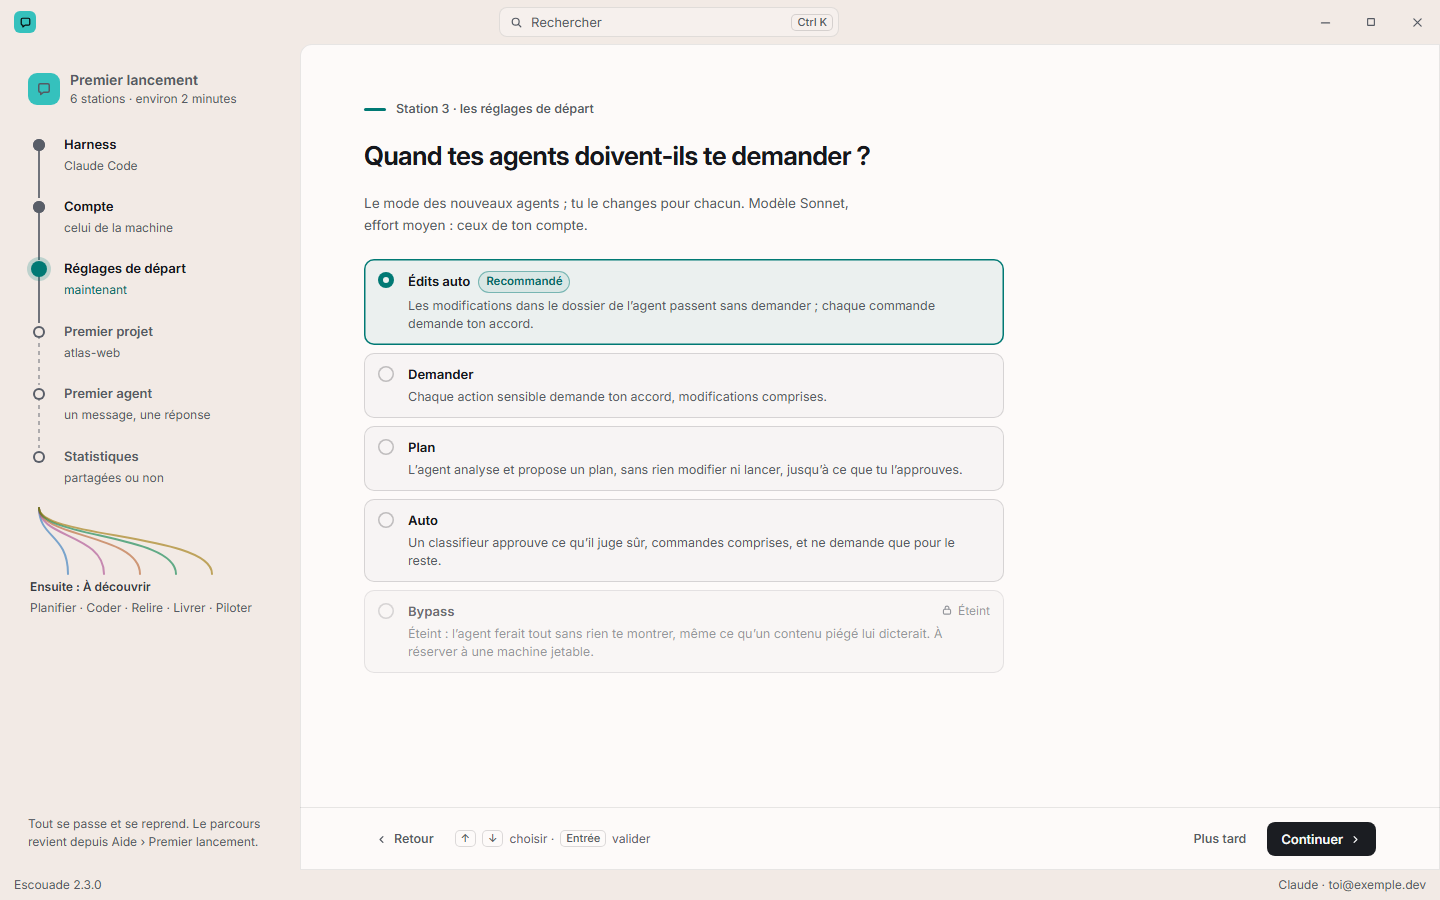 Rechercher
Ctrl K
Premier lancement
6 stations · environ 2 minutes
Harness
Claude Code
Compte
celui de la machine
Réglages de départ
maintenant
Premier projet
atlas-web
Premier agent
un message, une réponse
Statistiques
partagées ou non
Ensuite : À découvrir
Planifier · Coder · Relire · Livrer · Piloter
Tout se passe et se reprend. Le parcours
revient depuis Aide › Premier lancement.
Station 3 · les réglages de départ
Quand tes agents doivent-ils te demander ?
Le mode des nouveaux agents ; tu le changes pour chacun. Modèle Sonnet,
effort moyen : ceux de ton compte.
Édits auto
Recommandé
Les modifications dans le dossier de l’agent passent sans demander ; chaque commande
demande ton accord.
Demander
Chaque action sensible demande ton accord, modifications comprises.
Plan
L’agent analyse et propose un plan, sans rien modifier ni lancer, jusqu’à ce que tu l’approuves.
Auto
Un classifieur approuve ce qu’il juge sûr, commandes comprises, et ne demande que pour le
reste.
Bypass
Éteint
Éteint : l’agent ferait tout sans rien te montrer, même ce qu’un contenu piégé lui dicterait. À
réserver à une machine jetable.
Retour
↑ ↓ choisir · Entrée valider
Plus tard
Continuer
Escouade 2.3.0
Claude · toi@exemple.dev